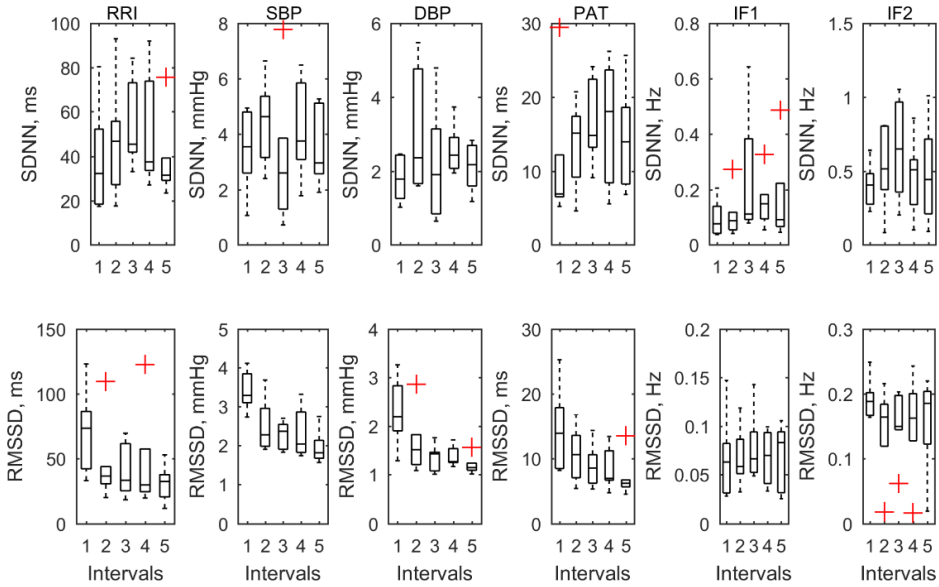 RRI SBP DBP PAT IF1 IF2
SDNN, ms
100
80
60
40
20
0
1 2 3 4 5
SDNN, mmHg
8
6
4
2
0
1 2 3 4 5
SDNN, mmHg
6
4
2
0
1 2 3 4 5
SDNN, ms
30
20
10
0
1 2 3 4 5
SDNN, Hz
0.8
0.6
0.4
0.2
0
1 2 3 4 5
SDNN, Hz
1.5
1
0.5
0
1 2 3 4 5
RMSSD, ms
150
100
50
0
1 2 3 4 5
Intervals
RMSSD, mmHg
5
4
3
2
1
0
1 2 3 4 5
Intervals
RMSSD, mmHg
4
3
2
1
0
1 2 3 4 5
Intervals
RMSSD, ms
30
20
10
0
1 2 3 4 5
Intervals
RMSSD, Hz
0.2
0.15
0.1
0.05
0
1 2 3 4 5
Intervals
RMSSD, Hz
0.3
0.2
0.1
0
1 2 3 4 5
Intervals